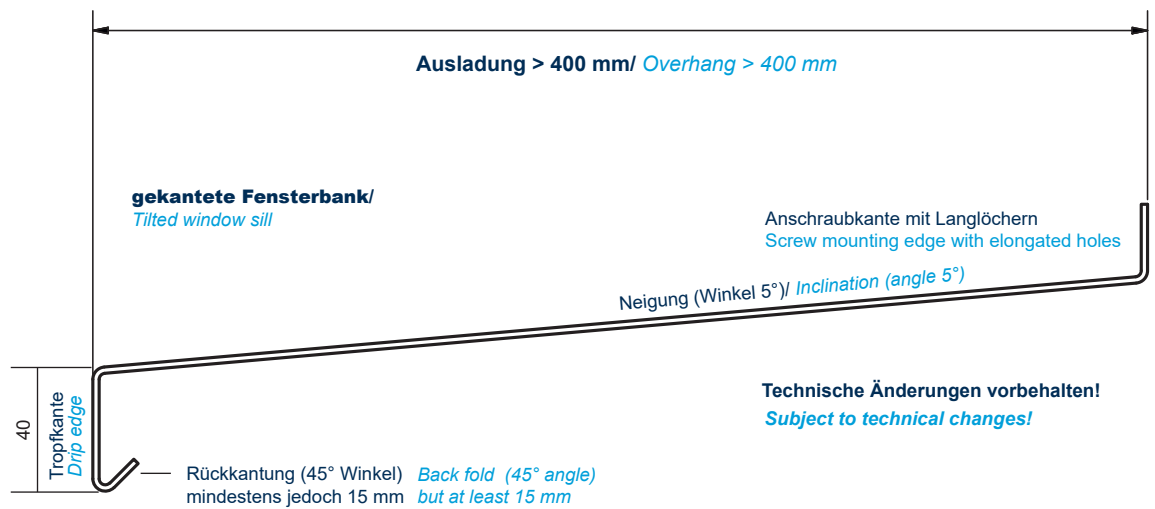 Ausladung > 400 mm/ Overhang > 400 mm
gekantete Fensterbank/
Tilted window sill
Anschraubkante mit Langlöchern
Screw mounting edge with elongated holes
Neigung (Winkel 5°)/ Inclination (angle 5°)
Technische Änderungen vorbehalten!
Subject to technical changes!
40
Tropfkante
Drip edge
Rückkantung (45° Winkel) Back fold (45° angle)
mindestens jedoch 15 mm but at least 15 mm